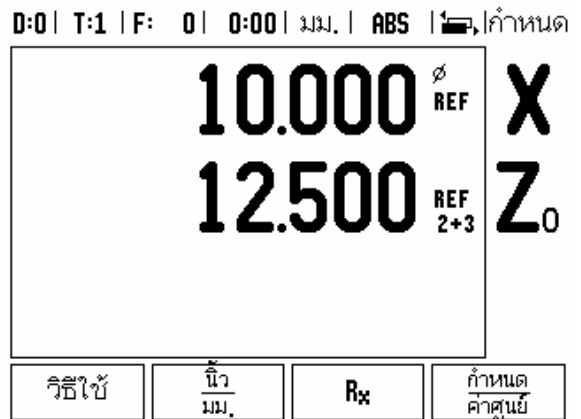 D:0 | T:1 | F: 0 | 0:00 | มม. | ABS | กำหนด
10.000 ø REF X
12.500 REF 2+3 Z0
วิธีใช้ นิ้ว/มม. Rx กำหนด/ค่าศูนย์